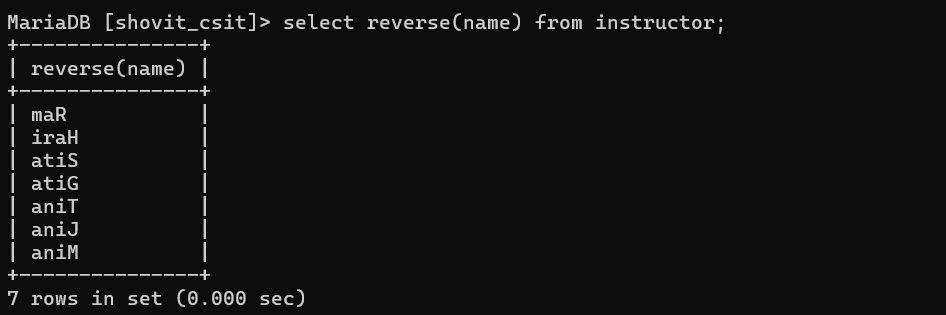 MariaDB [shovit_csit]> select reverse(name) from instructor;
+---------------+
| reverse(name) |
+---------------+
| maR           |
| iraH          |
| atiS          |
| atiG          |
| aniT          |
| aniJ          |
| aniM          |
+---------------+
7 rows in set (0.000 sec)